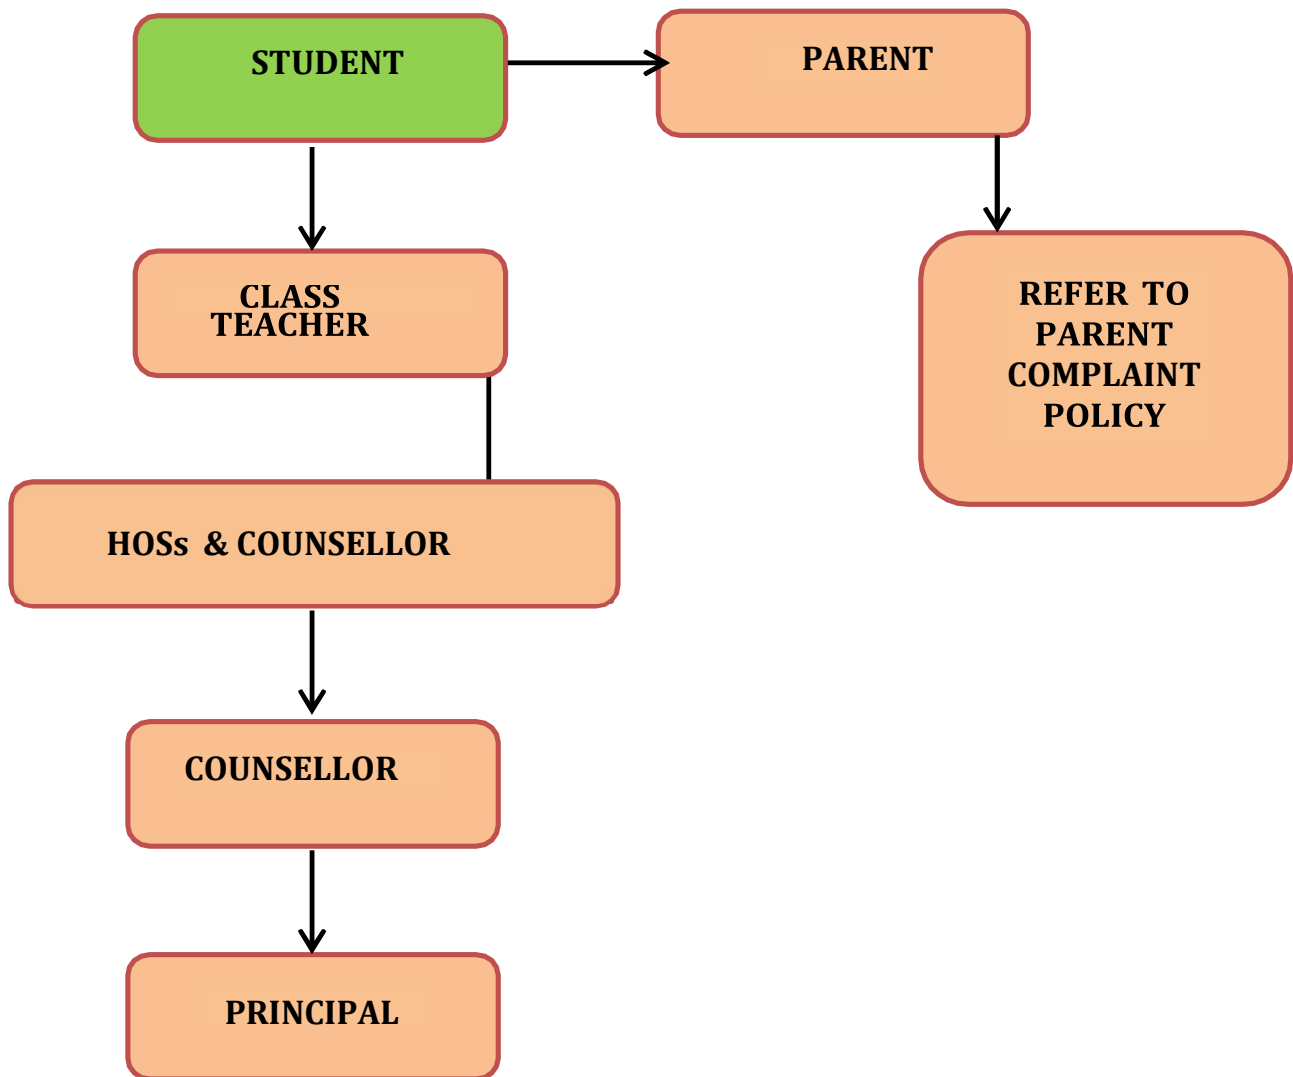 STUDENT
PARENT
CLASS
TEACHER
REFER TO
PARENT
COMPLAINT
POLICY
HOSs & COUNSELLOR
COUNSELLOR
PRINCIPAL